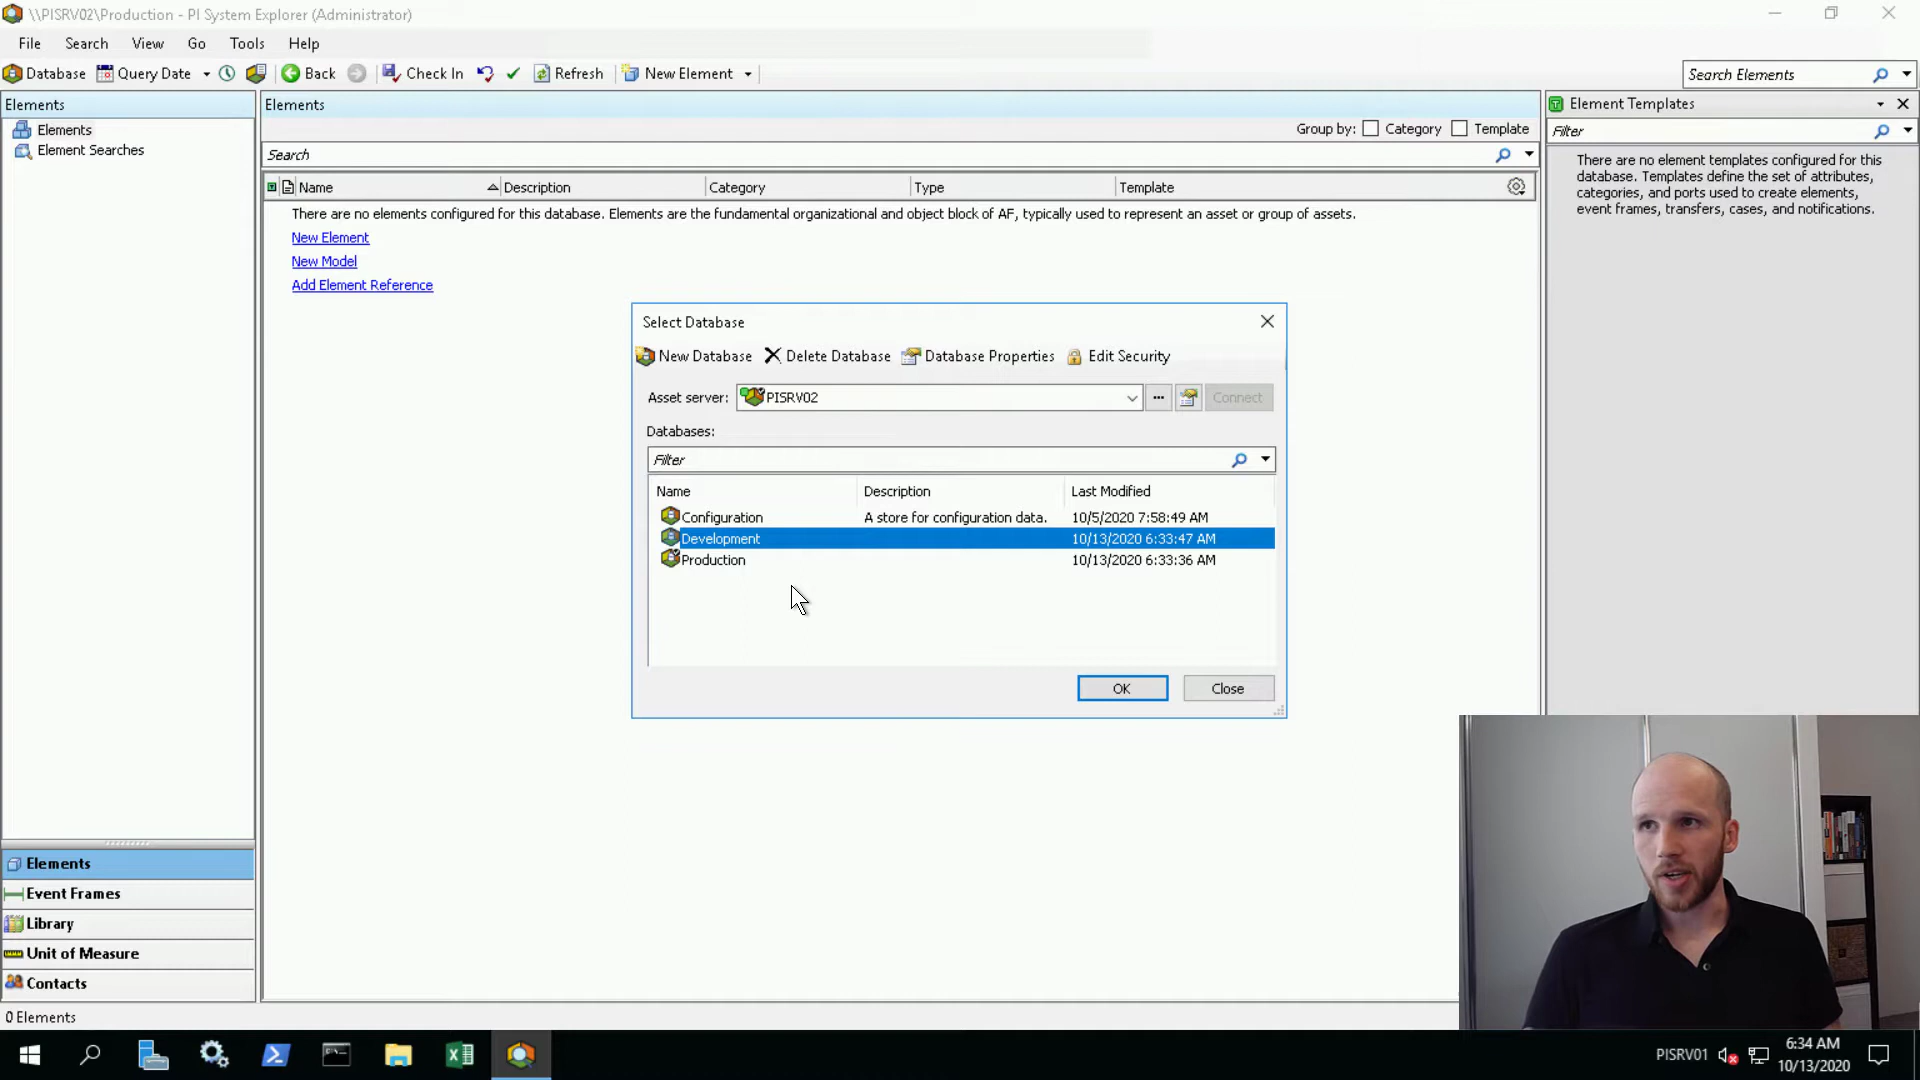 \\PISRV02\Production - PI System Explorer (Administrator)
File Search View Go Tools Help
Database Query Date Back Check In Refresh New Element
Search Elements
Elements
Elements
Element Searches
Elements
Group by: Category Template
Search
Name Description Category Type Template
There are no elements configured for this database. Elements are the fundamental organizational and object block of AF, typically used to represent an asset or group of assets.
New Element
New Model
Add Element Reference
Element Templates
Filter
There are no element templates configured for this
database. Templates define the set of attributes,
categories, and ports used to create elements,
event frames, transfers, cases, and notifications.
Select Database
New Database Delete Database Database Properties Edit Security
Asset server: PISRV02 ... Connect
Databases:
Filter
Name Description Last Modified
Configuration A store for configuration data. 10/5/2020 7:58:49 AM
Development 10/13/2020 6:33:47 AM
Production 10/13/2020 6:33:36 AM
OK Close
Elements
Event Frames
Library
Unit of Measure
Contacts
0 Elements
PISRV01
6:34 AM
10/13/2020